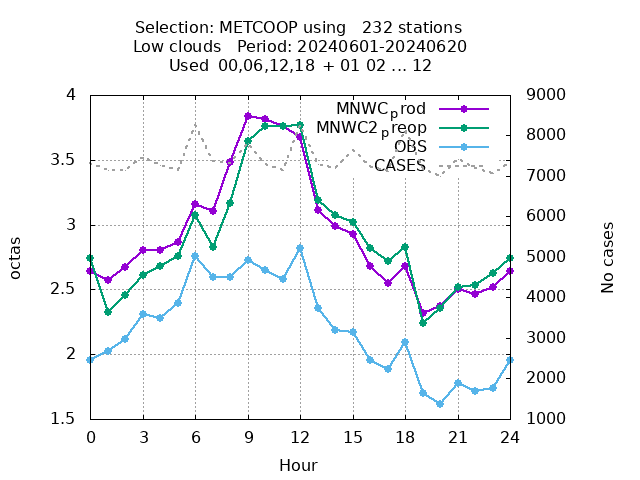 Selection: METCOOP using   232 stations
Low clouds   Period: 20240601-20240620
Used  00,06,12,18 + 01 02 ... 12
4 9000
MNWCprod
8000
MNWC2preop
OBS
3.5 CASES
7000
6000
3
5000
2.5
4000
3000
2
2000
1.5 1000
octas
No cases
0 3 6 9 12 15 18 21 24
Hour